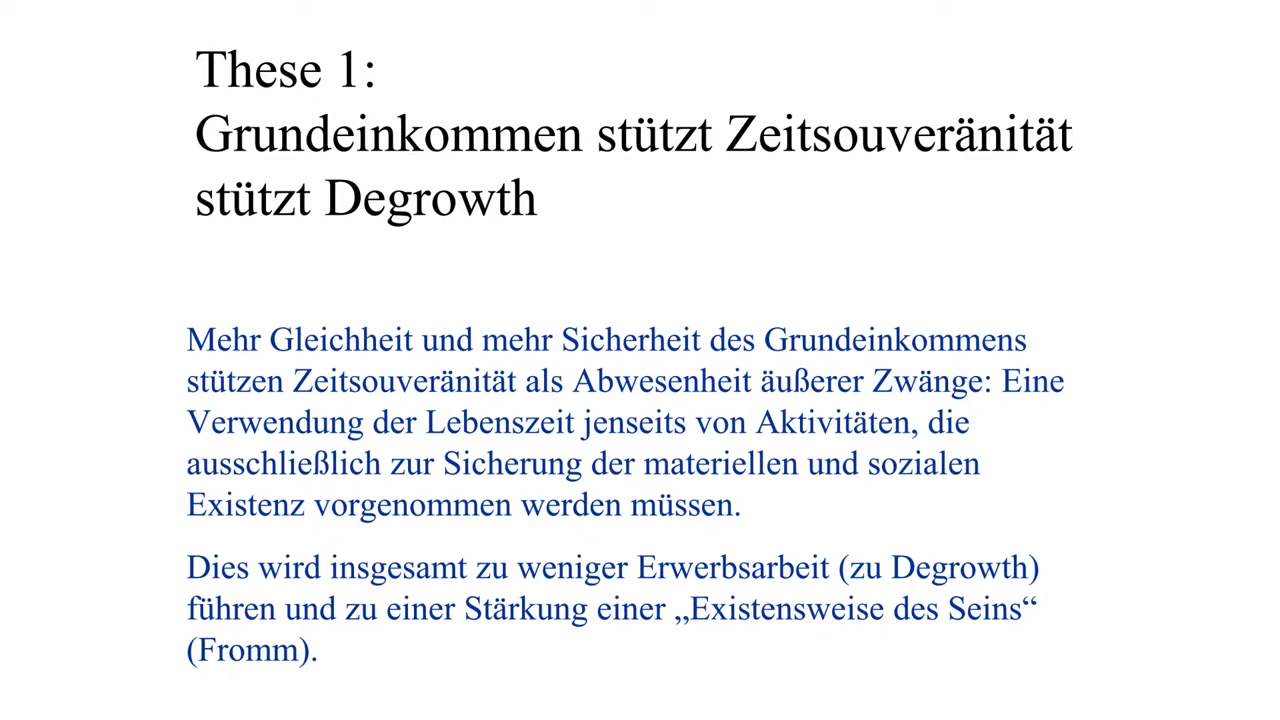 These 1:
Grundeinkommen stützt Zeitsouveränität
stützt Degrowth
Mehr Gleichheit und mehr Sicherheit des Grundeinkommens
stützen Zeitsouveränität als Abwesenheit äußerer Zwänge: Eine
Verwendung der Lebenszeit jenseits von Aktivitäten, die
ausschließlich zur Sicherung der materiellen und sozialen
Existenz vorgenommen werden müssen.
Dies wird insgesamt zu weniger Erwerbsarbeit (zu Degrowth)
führen und zu einer Stärkung einer „Existensweise des Seins“
(Fromm).